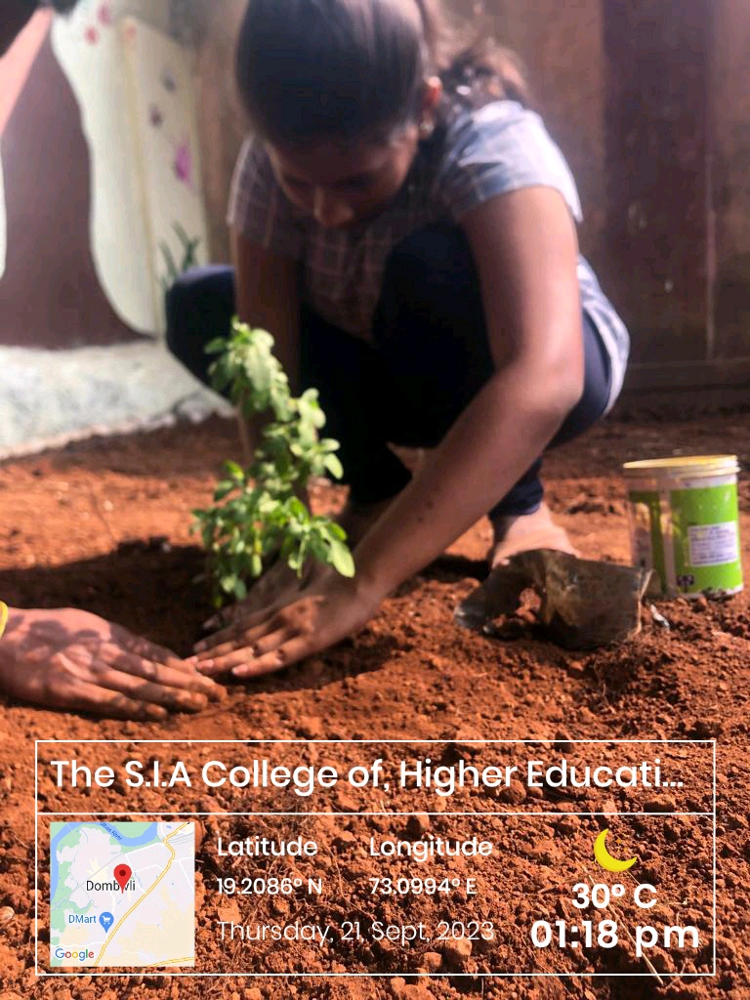 The S.I.A College of, Higher Educati...
Latitude
Longitude
19.2086° N
73.0994° E
Thursday, 21, Sept, 2023
30° C
01:18 pm
Dombivli
DMart
Google